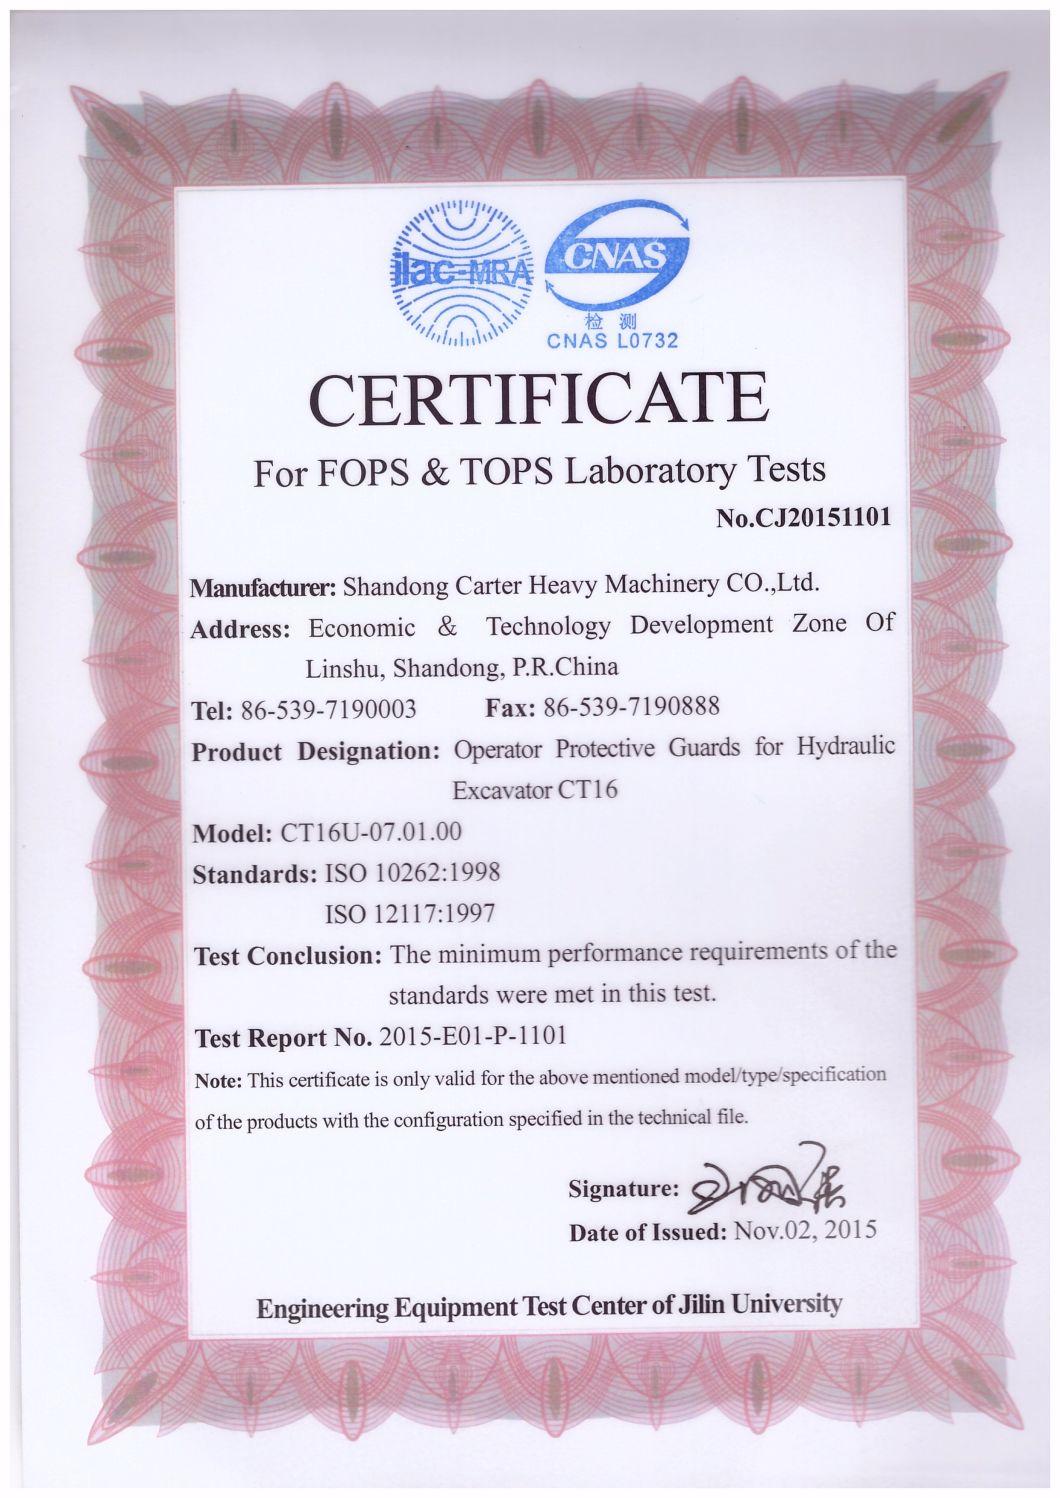 ilac-MRA
CNAS
检 测
CNAS L0732
CERTIFICATE
For FOPS & TOPS Laboratory Tests
No.CJ20151101
Manufacturer: Shandong Carter Heavy Machinery CO.,Ltd.
Address: Economic & Technology Development Zone Of
Linshu, Shandong, P.R.China
Tel: 86-539-7190003 Fax: 86-539-7190888
Product Designation: Operator Protective Guards for Hydraulic
Excavator CT16
Model: CT16U-07.01.00
Standards: ISO 10262:1998
ISO 12117:1997
Test Conclusion: The minimum performance requirements of the
standards were met in this test.
Test Report No. 2015-E01-P-1101
Note: This certificate is only valid for the above mentioned model/type/specification
of the products with the configuration specified in the technical file.
Signature:
Date of Issued: Nov.02, 2015
Engineering Equipment Test Center of Jilin University